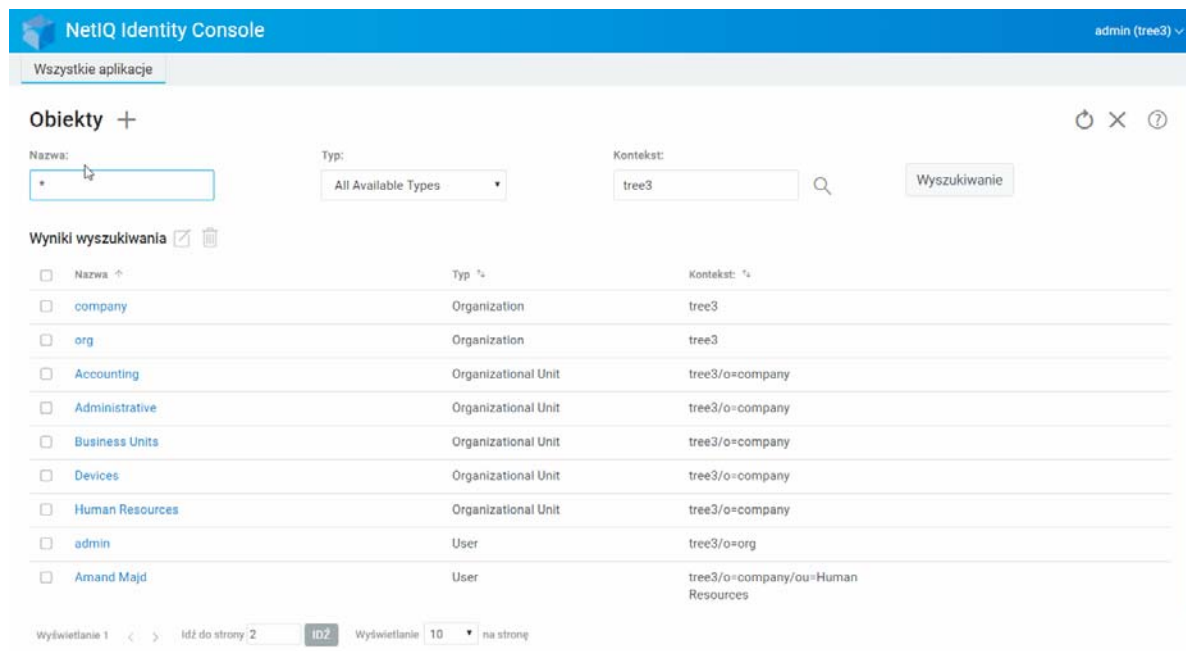 NetIQ Identity Console
admin (tree3)
Wszystkie aplikacje
Obiekty
Nazwa: Typ: Kontekst:
* All Available Types tree3 Wyszukiwanie
Wyniki wyszukiwania
Nazwa Typ Kontekst:
company Organization tree3
org Organization tree3
Accounting Organizational Unit tree3/o=company
Administrative Organizational Unit tree3/o=company
Business Units Organizational Unit tree3/o=company
Devices Organizational Unit tree3/o=company
Human Resources Organizational Unit tree3/o=company
admin User tree3/o=org
Amand Majd User tree3/o=company/ou=Human
Resources
Wyświetlanie 1 < > Idź do strony 2 IDŹ Wyświetlanie 10 na stronę